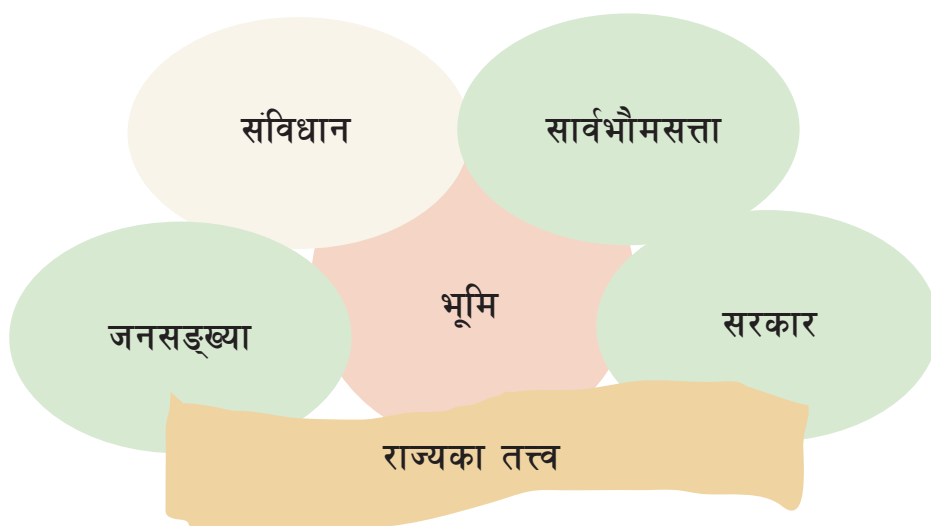 संविधान
सार्वभौमसत्ता
भूमि
जनसङ्ख्या
सरकार
राज्यका तत्त्व